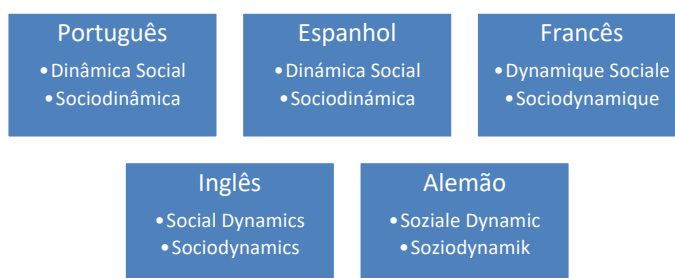 Português
•Dinâmica Social
•Sociodinâmica
Espanhol
•Dinámica Social
•Sociodinámica
Francês
•Dynamique Sociale
•Sociodynamique
Inglês
•Social Dynamics
•Sociodynamics
Alemão
•Soziale Dynamic
•Soziodynamik